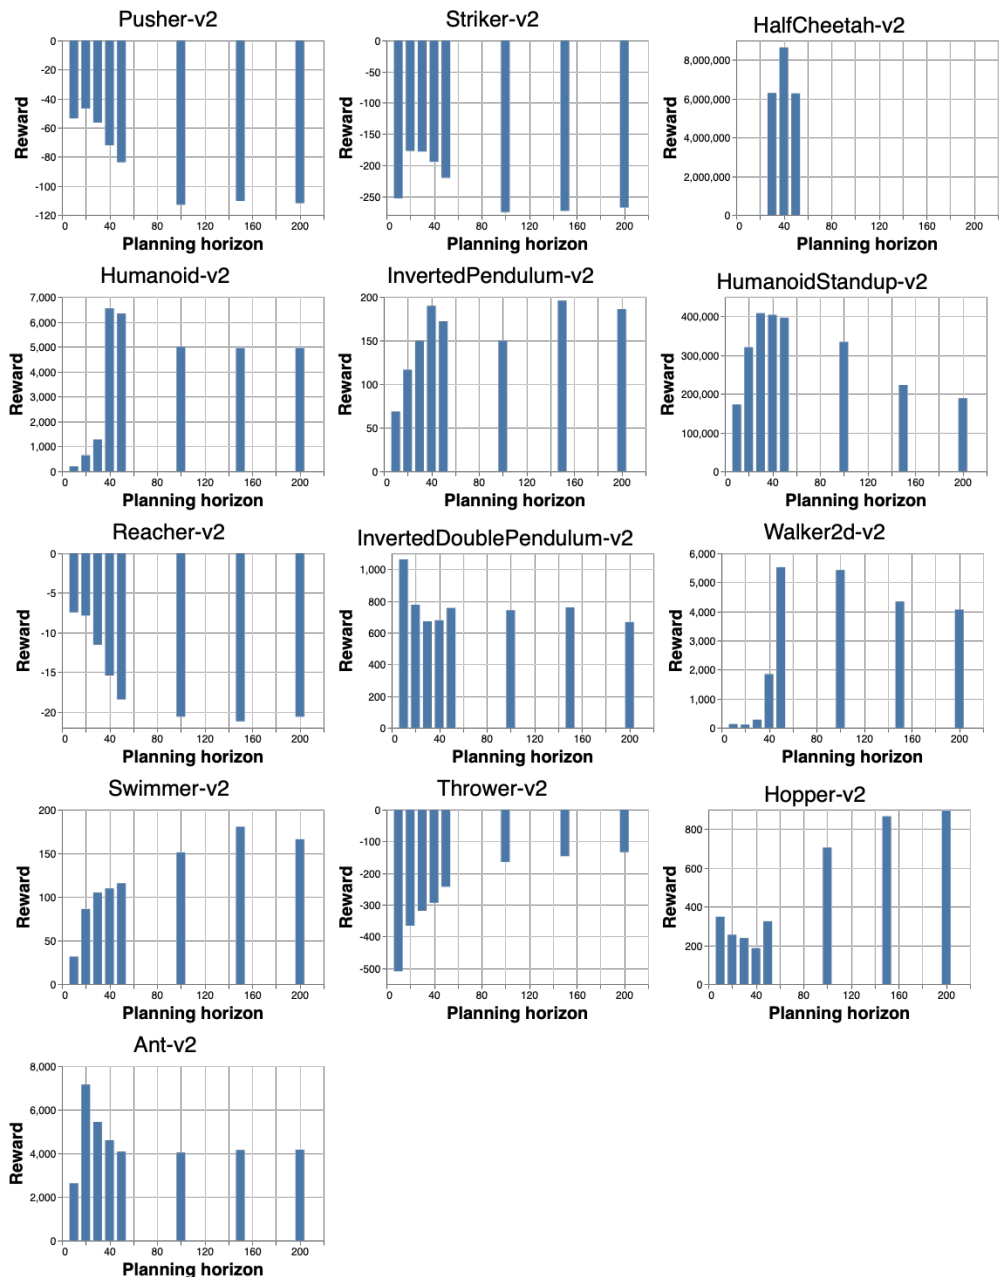 Pusher-v2
0
-20
-40
-60
-80
-100
-120
Reward
0 40 80 120 160 200
Planning horizon
Striker-v2
0
-50
-100
-150
-200
-250
Reward
0 40 80 120 160 200
Planning horizon
HalfCheetah-v2
8,000,000
6,000,000
4,000,000
2,000,000
0
Reward
0 40 80 120 160 200
Planning horizon
Humanoid-v2
7,000
6,000
5,000
4,000
3,000
2,000
1,000
0
Reward
0 40 80 120 160 200
Planning horizon
InvertedPendulum-v2
200
150
100
50
0
Reward
0 40 80 120 160 200
Planning horizon
HumanoidStandup-v2
400,000
300,000
200,000
100,000
0
Reward
0 40 80 120 160 200
Planning horizon
Reacher-v2
0
-5
-10
-15
-20
Reward
0 40 80 120 160 200
Planning horizon
InvertedDoublePendulum-v2
1,000
800
600
400
200
0
Reward
0 40 80 120 160 200
Planning horizon
Walker2d-v2
6,000
5,000
4,000
3,000
2,000
1,000
0
Reward
0 40 80 120 160 200
Planning horizon
Swimmer-v2
200
150
100
50
0
Reward
0 40 80 120 160 200
Planning horizon
Thrower-v2
0
-100
-200
-300
-400
-500
Reward
0 40 80 120 160 200
Planning horizon
Hopper-v2
800
600
400
200
0
Reward
0 40 80 120 160 200
Planning horizon
Ant-v2
8,000
6,000
4,000
2,000
0
Reward
0 40 80 120 160 200
Planning horizon